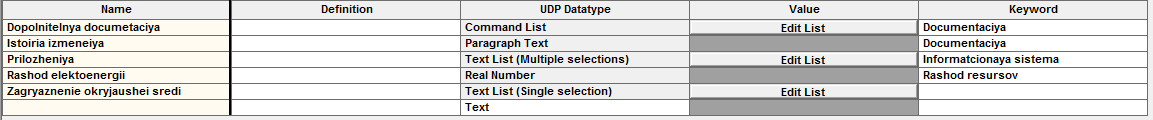 Name Definition UDP Datatype Value Keyword
Dopolnitelnya documetaciya Command List Edit List Documentaciya
Istoiria izmeneiya Paragraph Text Documentaciya
Prilozheniya Text List (Multiple selections) Edit List Informatcionaya sistema
Rashod elektoenergii Real Number Rashod resursov
Zagryaznenie okryjaushei sredi Text List (Single selection) Edit List
Text